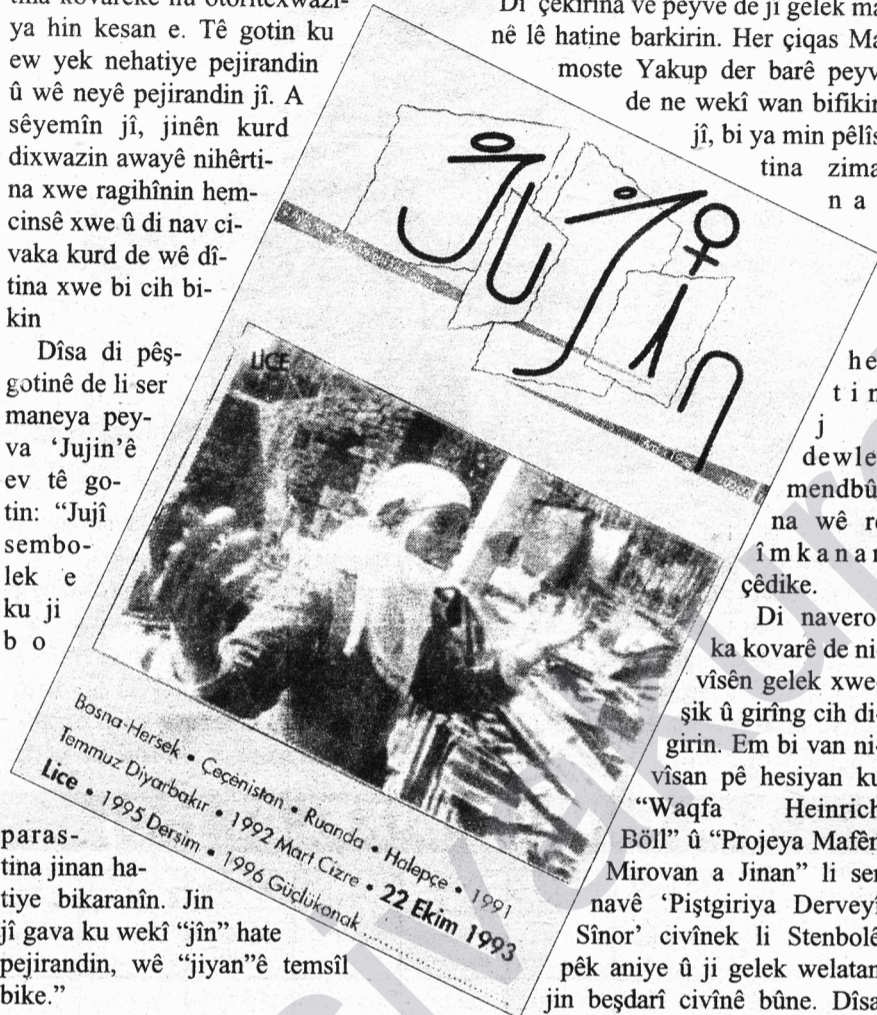 ya hin kesan e. Tê gotin ku
ew yek nehatiye pejirandin
û wê neyê pejirandin jî. A
sêyemîn jî, jinên kurd
dixwazin awayê nihêrti-
na xwe ragihînin hem-
cinsê xwe û di nav ci-
vaka kurd de wê dî-
tina xwe bi cih bi-
kin
Dîsa di pêş-
gotinê de li ser
maneya pey-
va ‘Jujin’ê
ev tê go-
tin: “Jujî
sembo-
lek e
ku ji
b o
paras-
tina jinan ha-
tiye bikaranîn. Jin
jî gava ku wekî “jîn” hate
pejirandin, wê “jiyan”ê temsîl
bike.”
Jujin
LICE
Bosna-Hersek • Çeçenistan • Ruanda • Halepçe • 1991
Temmuz Diyarbakır • 1992 Mart Cizre • 22 Ekim 1993
Lice • 1995 Dersim • 1996 Güçlükonak
Di çêkirina vê peyvê de jî gelek ma
nê lê hatine barkirin. Her çiqas Ma
moste Yakup der barê peyv
de ne wekî wan bifikir
jî, bi ya min pêlîs
tina zima
n a
he
t i
j
dewle
mendbû
na wê r
î m k a n a
çêdike.
Di navero
ka kovarê de ni-
vîsên gelek xwe
şik û girîng cih di-
girin. Em bi van ni-
vîsan pê hesiyan ku
“Waqfa Heinrich
Böll” û “Projeya Mafên
Mirovan a Jinan” li ser
navê ‘Piştgiriya Derveyî
Sînor’ civînek li Stenbolê
pêk aniye û ji gelek welatan
jin beşdarî civînê bûne. Dîsa